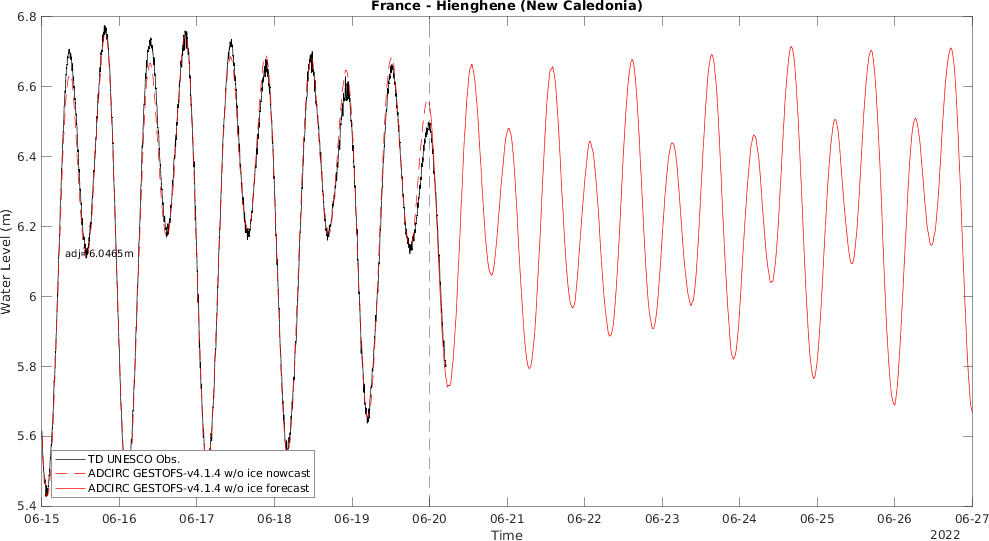 France - Hienghene (New Caledonia)
6.8
6.6
6.4
6.2
6
5.8
5.6
5.4
Water Level (m)
adj=6.0465m
TD UNESCO Obs.
ADCIRC GESTOFS-v4.1.4 w/o ice nowcast
ADCIRC GESTOFS-v4.1.4 w/o ice forecast
06-15 06-16 06-17 06-18 06-19 06-20 06-21 06-22 06-23 06-24 06-25 06-26 06-27
Time
2022